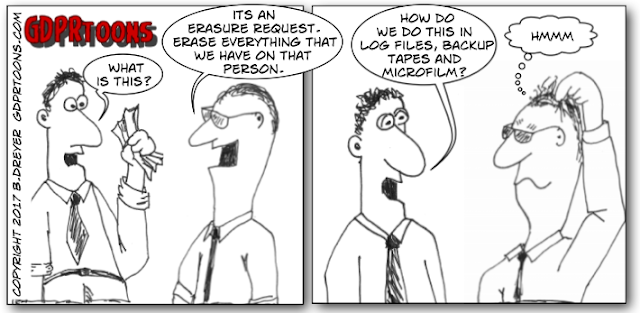 GDPRTOONS
WHAT
IS THIS?
ITS AN
ERASURE REQUEST.
ERASE EVERYTHING THAT
WE HAVE ON THAT
PERSON.
HOW DO
WE DO THIS IN
LOG FILES, BACKUP
TAPES AND
MICROFILM?
HMMM
COPYRIGHT 2017 B.DREYER GDPRTOONS.COM